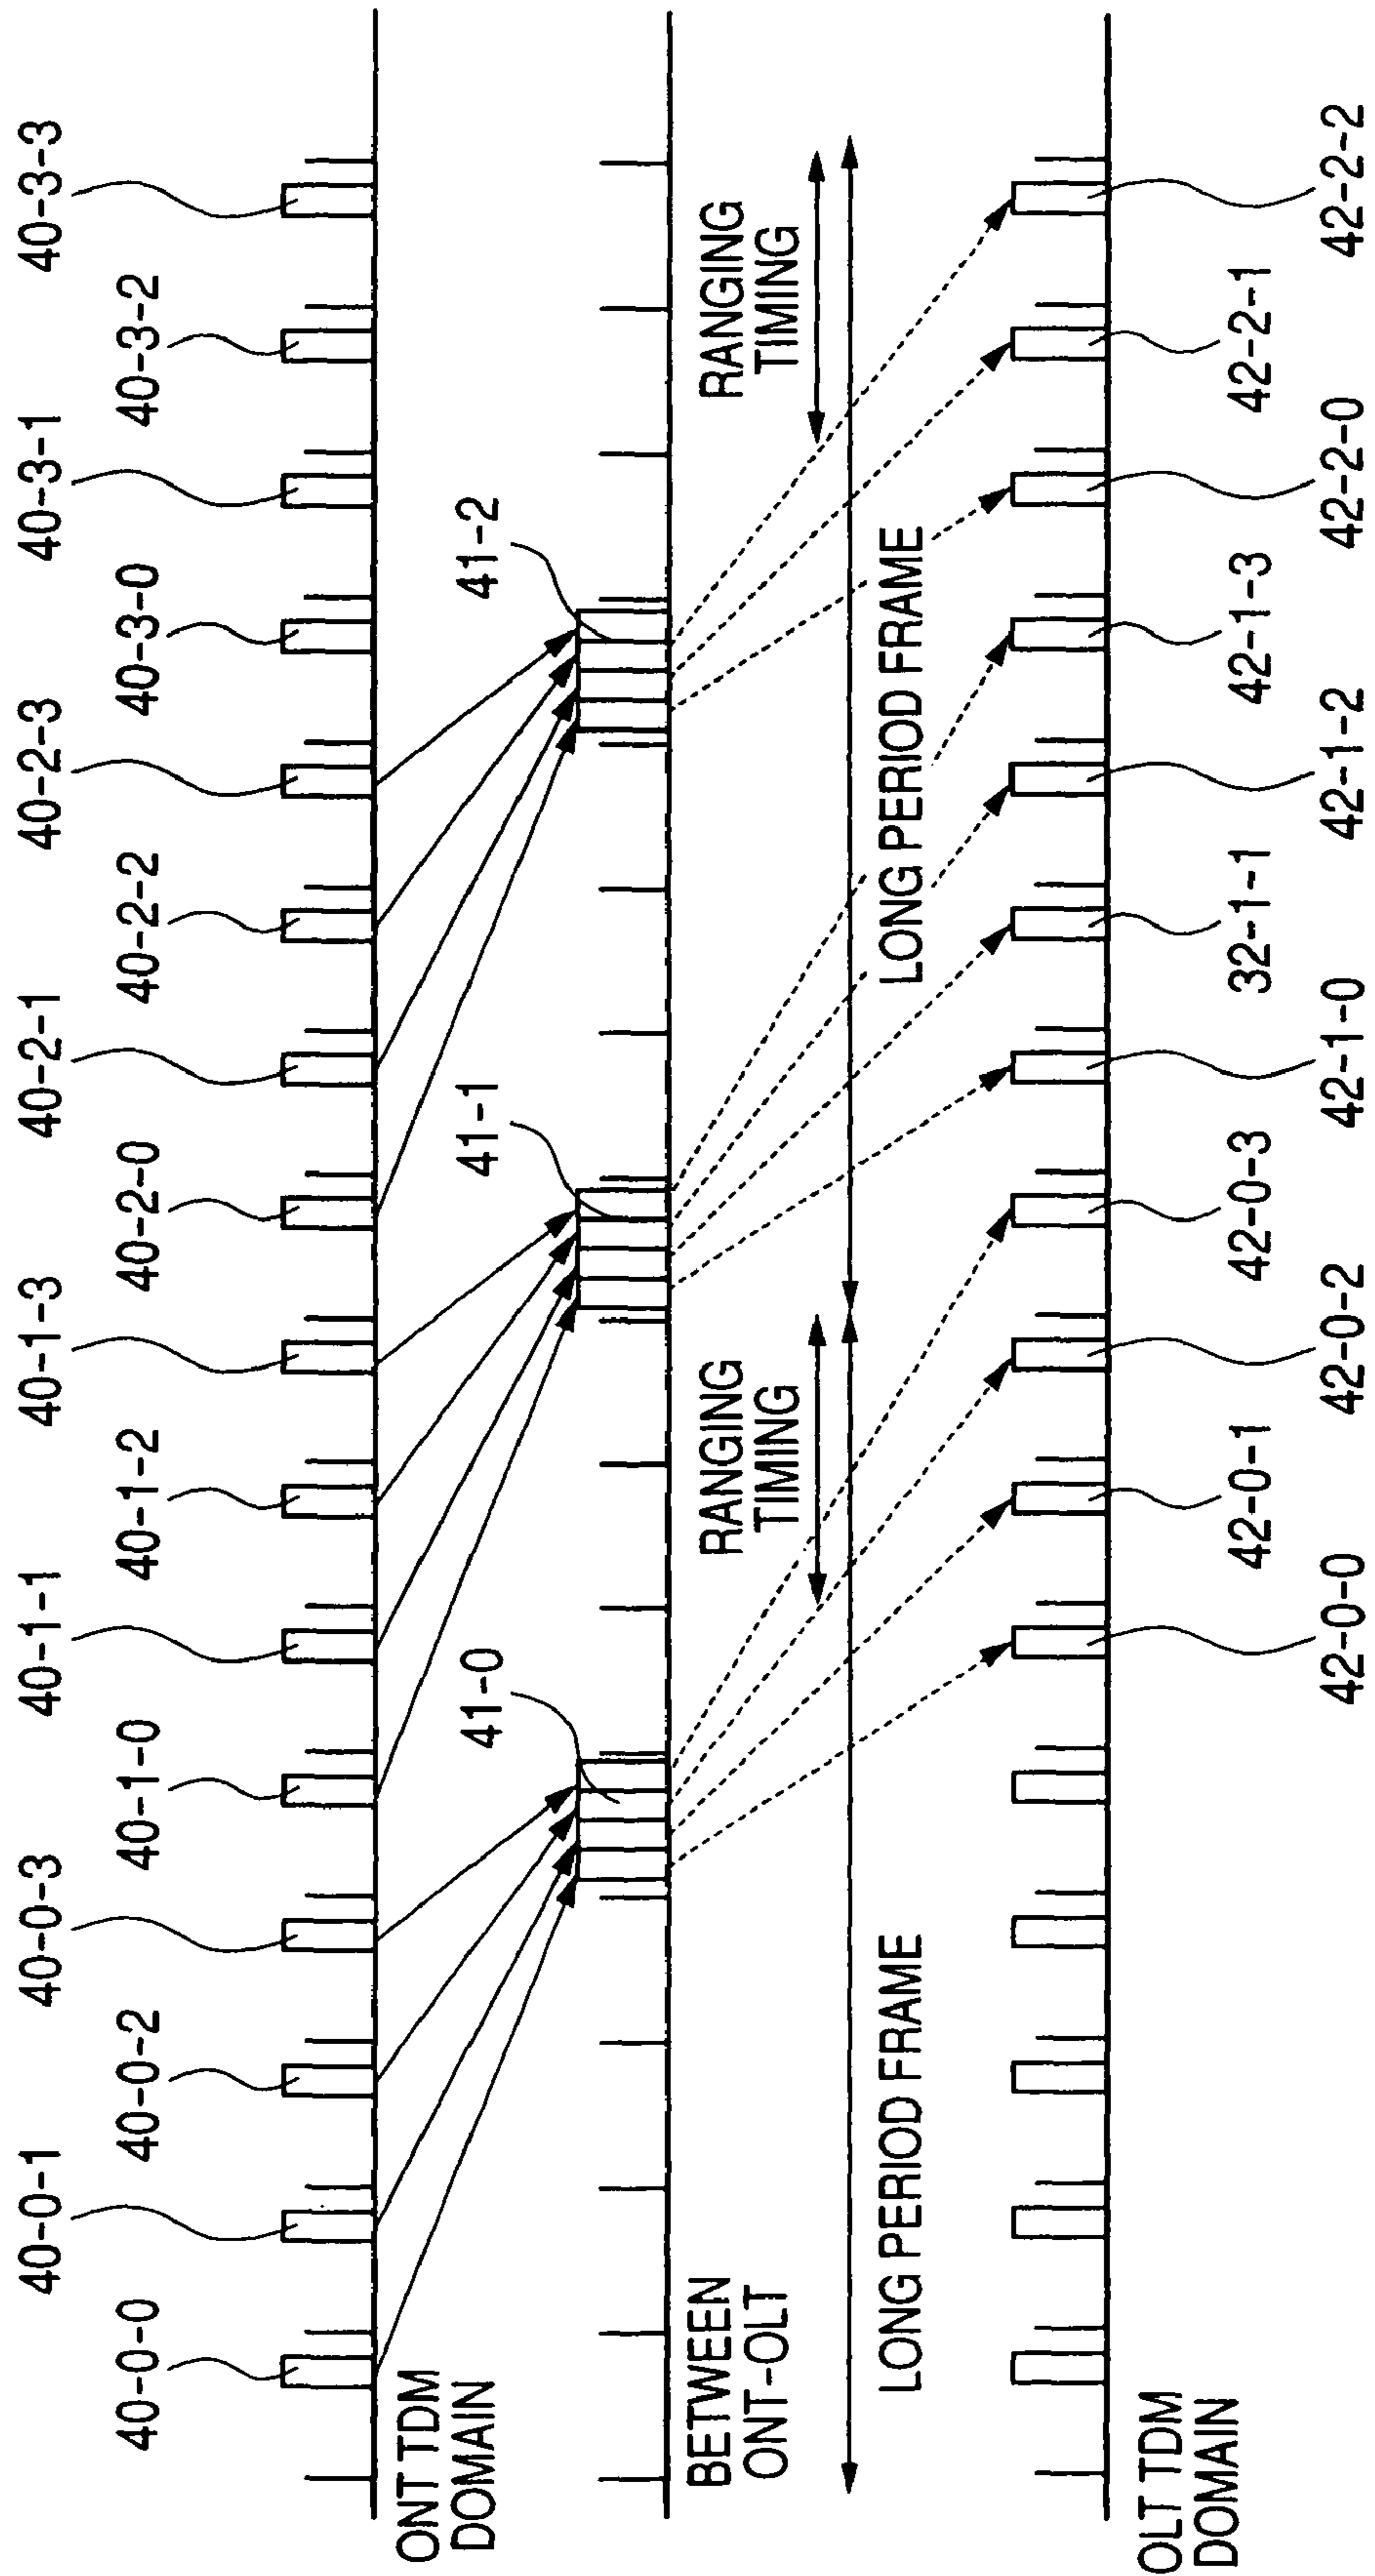 40-0-0
40-0-1
40-0-2
40-0-3
40-1-0
40-1-1
40-1-2
40-1-3
40-2-0
40-2-1
40-2-2
40-2-3
40-3-0
40-3-1
40-3-2
40-3-3
ONT TDM
DOMAIN
41-0
41-1
41-2
BETWEEN
ONT-OLT
RANGING
TIMING
RANGING
TIMING
LONG PERIOD FRAME
LONG PERIOD FRAME
OLT TDM
DOMAIN
42-0-0
42-0-1
42-0-2
42-0-3
42-1-0
32-1-1
42-1-2
42-1-3
42-2-0
42-2-1
42-2-2